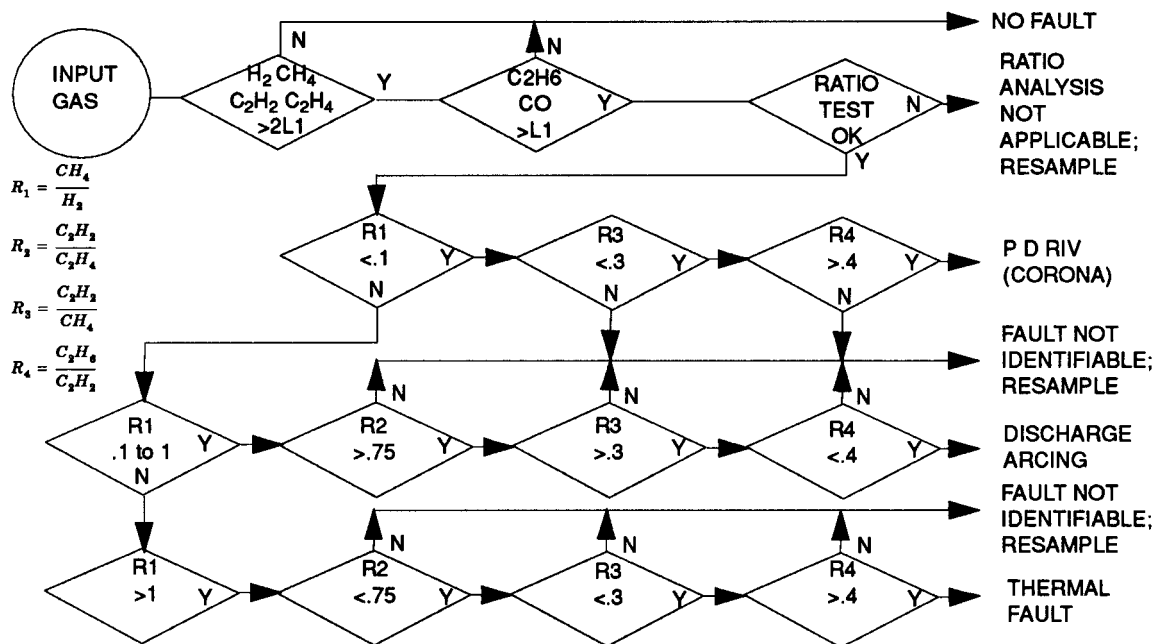 NO FAULT
INPUT
GAS
N
H₂ CH₄
C₂H₂ C₂H₄
>2L1
Y
N
C2H6
CO
>L1
Y
RATIO
TEST
OK
N
Y
RATIO
ANALYSIS
NOT
APPLICABLE;
RESAMPLE
R₁ = CH₄/H₂
R₂ = C₂H₂/C₂H₄
R₃ = C₂H₂/CH₄
R₄ = C₂H₆/C₂H₂
R1
<.1
Y
N
R3
<.3
Y
N
R4
>.4
Y
N
P D RIV
(CORONA)
FAULT NOT
IDENTIFIABLE;
RESAMPLE
R1
.1 to 1
Y
N
N
R2
>.75
Y
N
R3
>.3
Y
N
R4
<.4
Y
DISCHARGE
ARCING
FAULT NOT
IDENTIFIABLE;
RESAMPLE
R1
>1
Y
N
R2
<.75
Y
N
R3
<.3
Y
N
R4
>.4
Y
THERMAL
FAULT